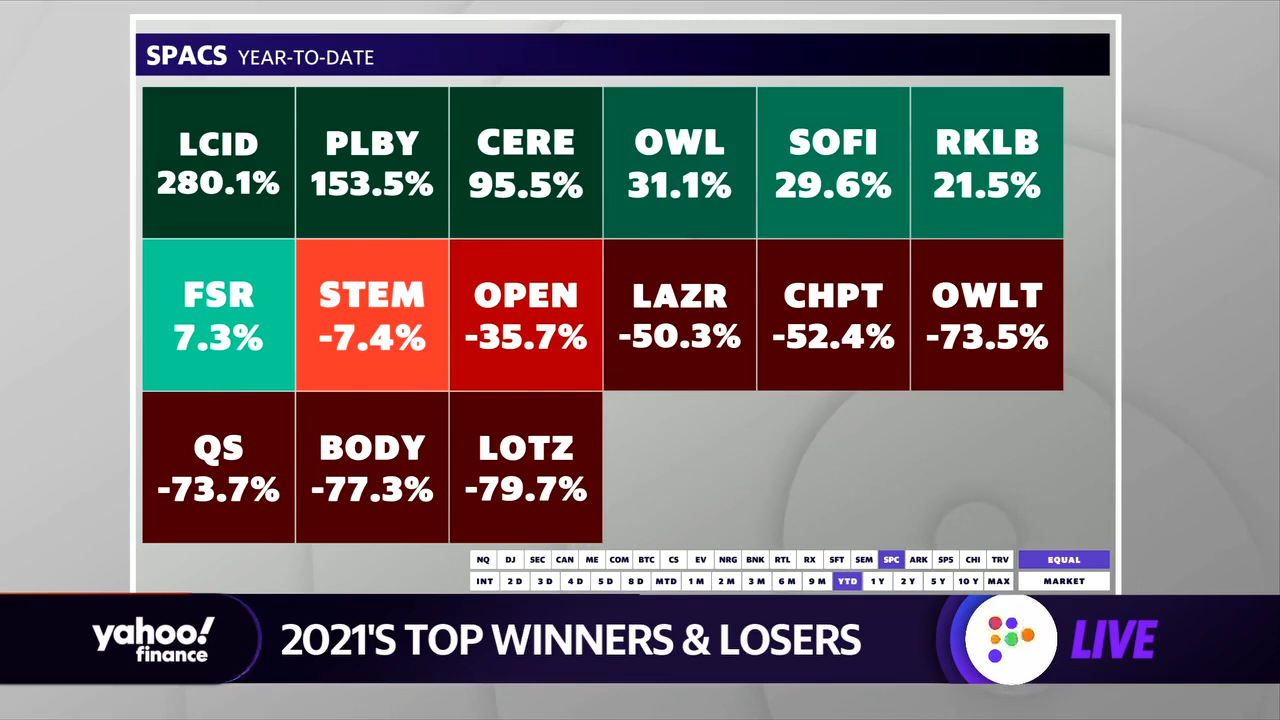 SPACS YEAR-TO-DATE
LCID PLBY CERE OWL SOFI RKLB
280.1% 153.5% 95.5% 31.1% 29.6% 21.5%
FSR STEM OPEN LAZR CHPT OWLT
7.3% -7.4% -35.7% -50.3% -52.4% -73.5%
QS BODY LOTZ
-73.7% -77.3% -79.7%
NQ DJ SEC CAN ME COM BTC CS EV NRG BNK RTL RX SFT SEM SPC ARK SP5 CHI TRV EQUAL
INT 2 D 3 D 4 D 5 D 8 D MTD 1 M 2 M 3 M 6 M 9 M YTD 1 Y 2 Y 5 Y 10 Y MAX MARKET
yahoo! finance
2021'S TOP WINNERS & LOSERS
LIVE